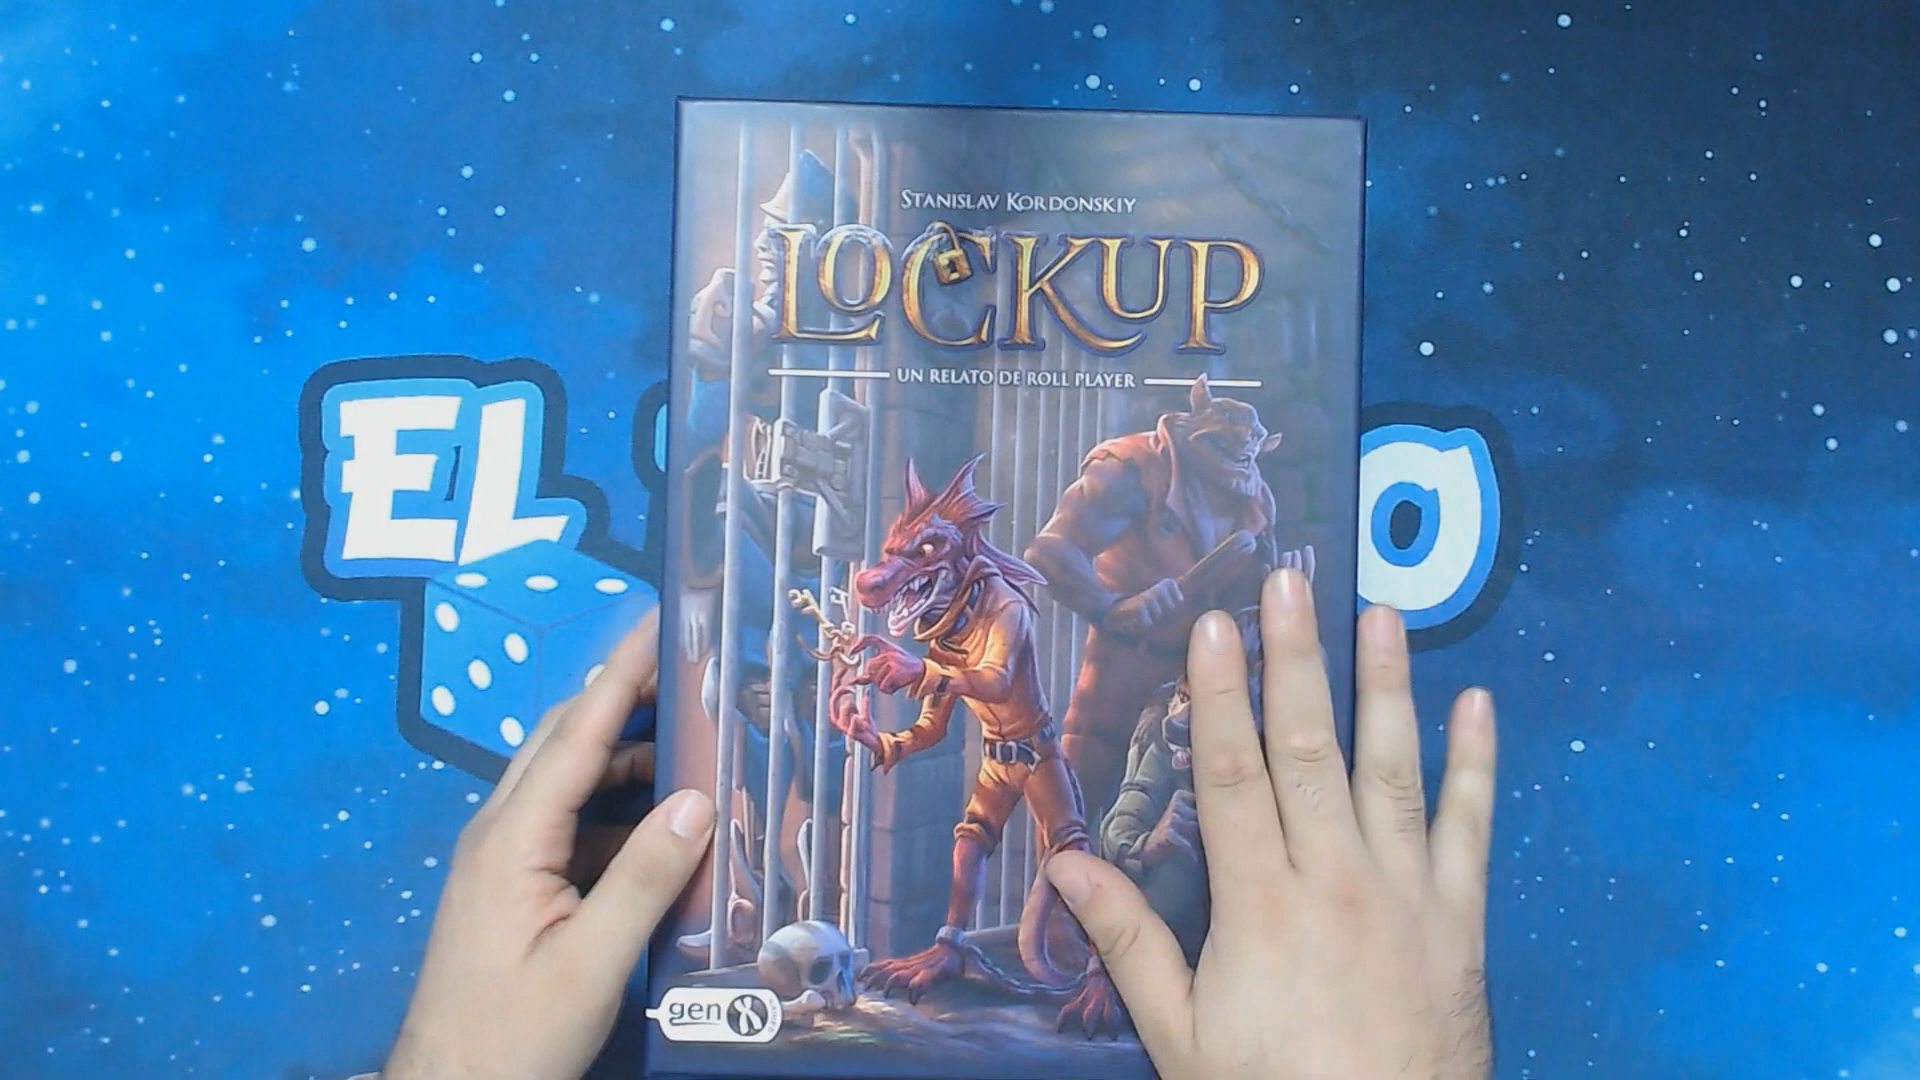 STANISLAV KORDONSKIY
LOCKUP
UN RELATO DE ROLL PLAYER
EL
O
gen X